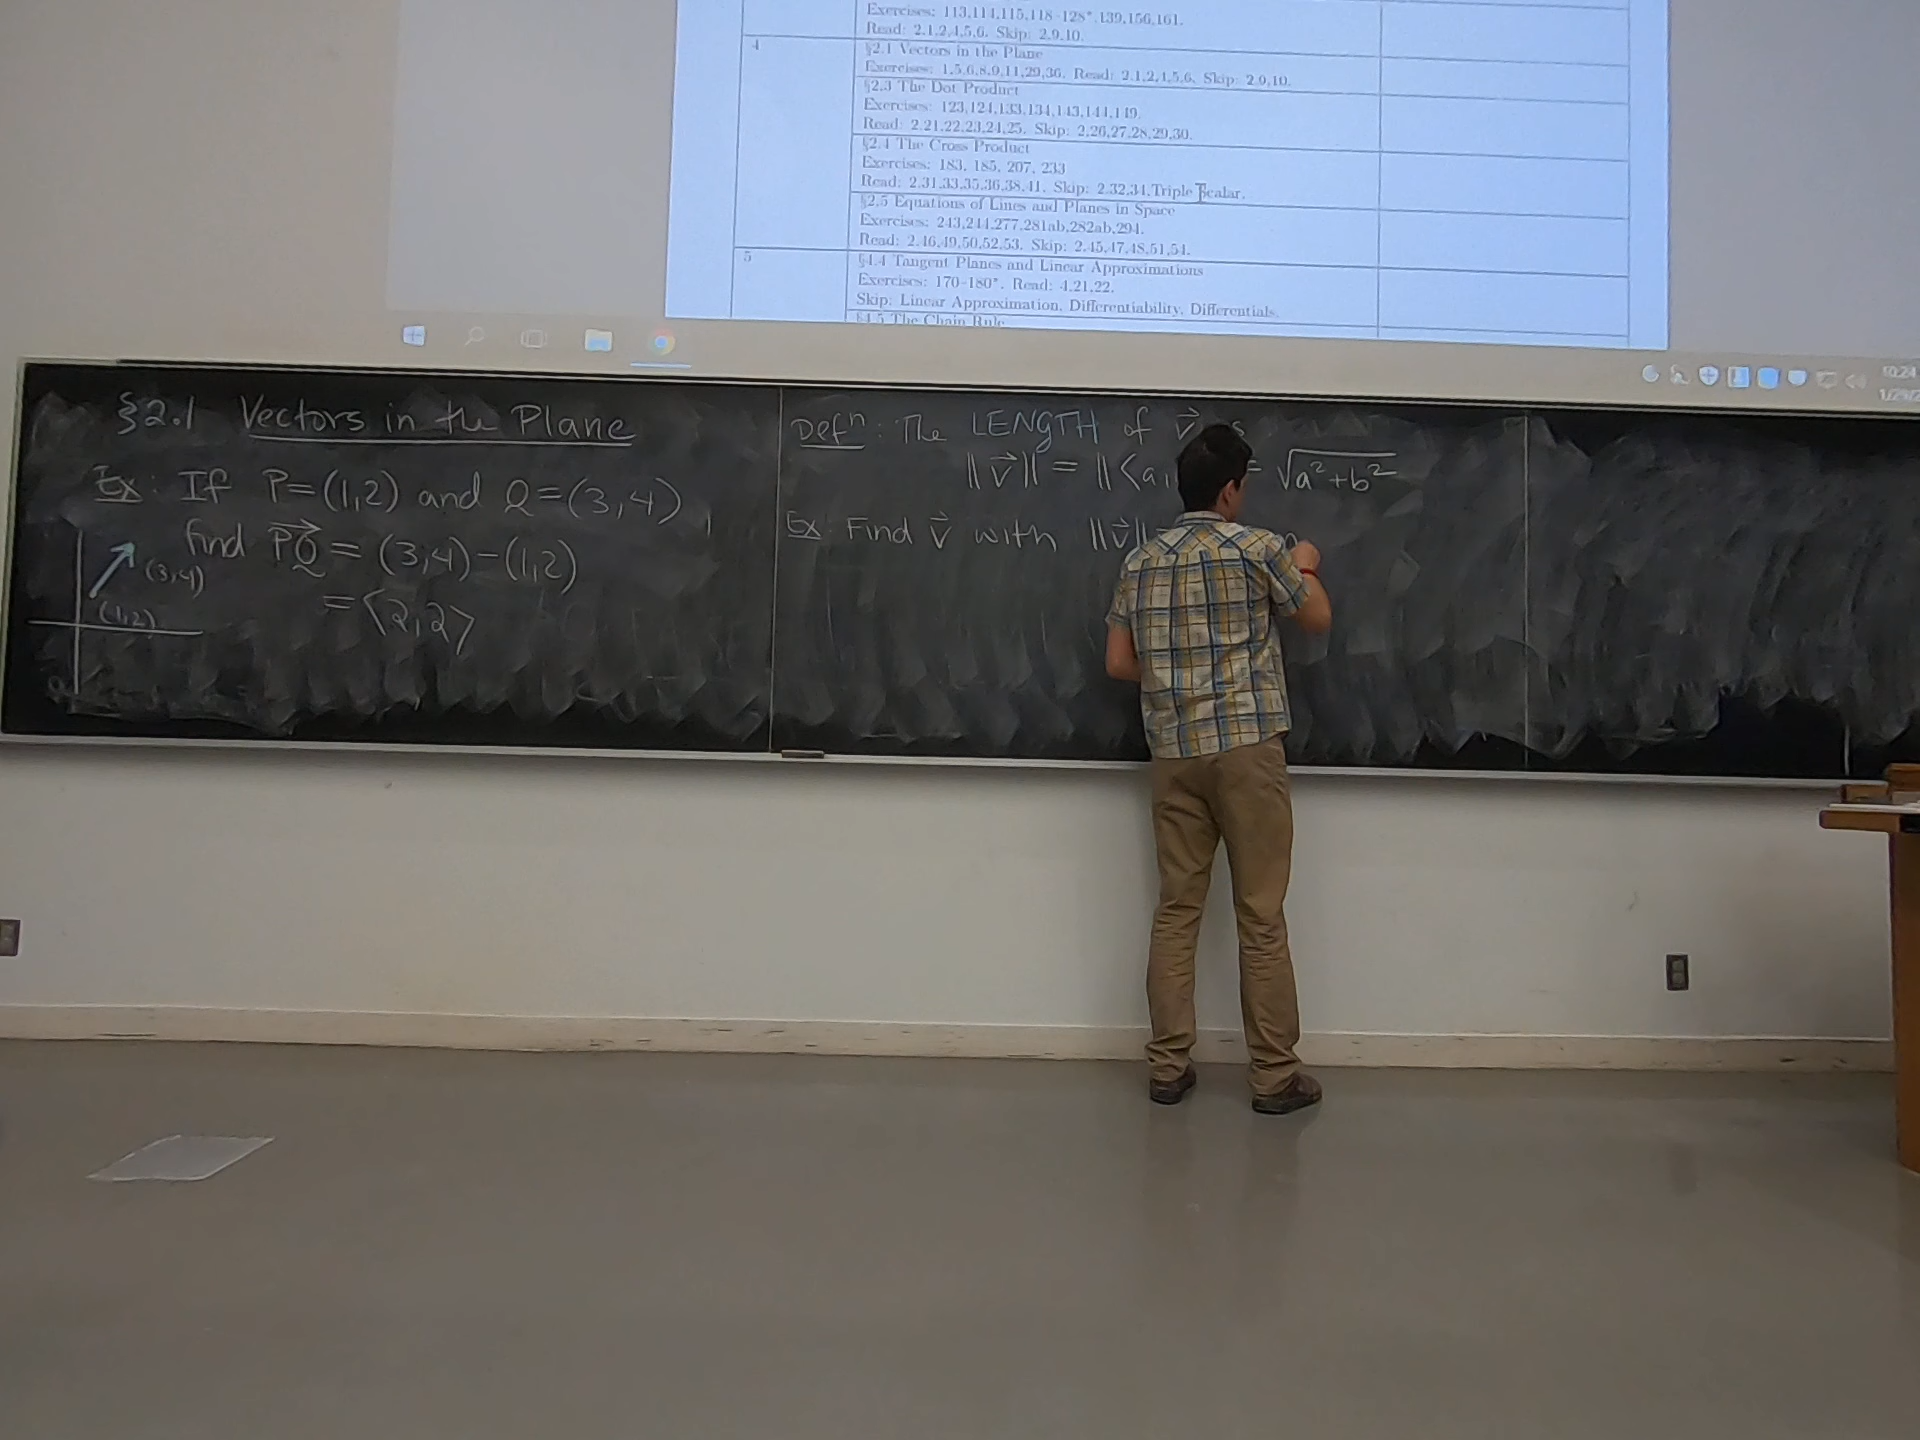 Exercises: 113,114,115,118–128*,139,156,161.
Read: 2.1,2,4,5,6. Skip: 2.9,10.
4
§2.1 Vectors in the Plane
Exercises: 1,5,6,8,9,11,29,36. Read: 2.1,2,4,5,6. Skip: 2.9,10.
§2.3 The Dot Product
Exercises: 123,124,133,134,143,144,149.
Read: 2.21,22,23,24,25. Skip: 2.26,27,28,29,30.
§2.4 The Cross Product
Exercises: 183, 185, 207, 233
Read: 2.31,33,35,36,38,41. Skip: 2.32,34,Triple Scalar.
§2.5 Equations of Lines and Planes in Space
Exercises: 243,244,277,281ab,282ab,294.
Read: 2.46,49,50,52,53. Skip: 2.45,47,48,51,54.
5
§4.4 Tangent Planes and Linear Approximations
Exercises: 170–180*. Read: 4.21,22.
Skip: Linear Approximation, Differentiability, Differentials.
§4.5 The Chain Rule
10:24
§2.1 Vectors in the Plane
Ex: If P=(1,2) and Q=(3,4),
find P⃗Q⃗ = (3,4)-(1,2)
= ⟨2,2⟩
(3,4)
(1,2)
Defⁿ: The LENGTH of v⃗ is
||v⃗|| = ||⟨a, = √a²+b²
Ex: Find v⃗ with ||v⃗||